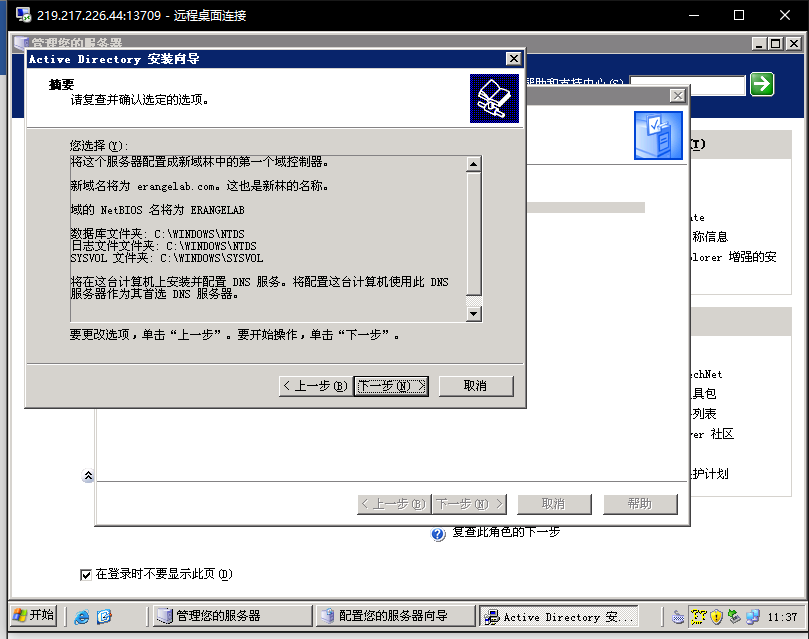 219.217.226.44:13709 - 远程桌面连接
管理您的服务器
Active Directory 安装向导
摘要
请复查并确认选定的选项。
帮助和支持中心(S)
您选择(Y):
将这个服务器配置成新域林中的第一个域控制器。
新域名将为 erangelab.com。这也是新林的名称。
域的 NetBIOS 名将为 ERANGELAB
数据库文件夹: C:\WINDOWS\NTDS
日志文件文件夹: C:\WINDOWS\NTDS
SYSVOL 文件夹: C:\WINDOWS\SYSVOL
将在这台计算机上安装并配置 DNS 服务。将配置这台计算机使用此 DNS
服务器作为其首选 DNS 服务器。
要更改选项，单击“上一步”。要开始操作，单击“下一步”。
< 上一步(B)
下一步(N) >
取消
(T)
ate
称信息
plorer 增强的安
echNet
具包
列表
ver 社区
护计划
< 上一步(B)
下一步(N) >
取消
帮助
复查此角色的下一步
在登录时不要显示此页(D)
开始
管理您的服务器
配置您的服务器向导
Active Directory 安...
11:37